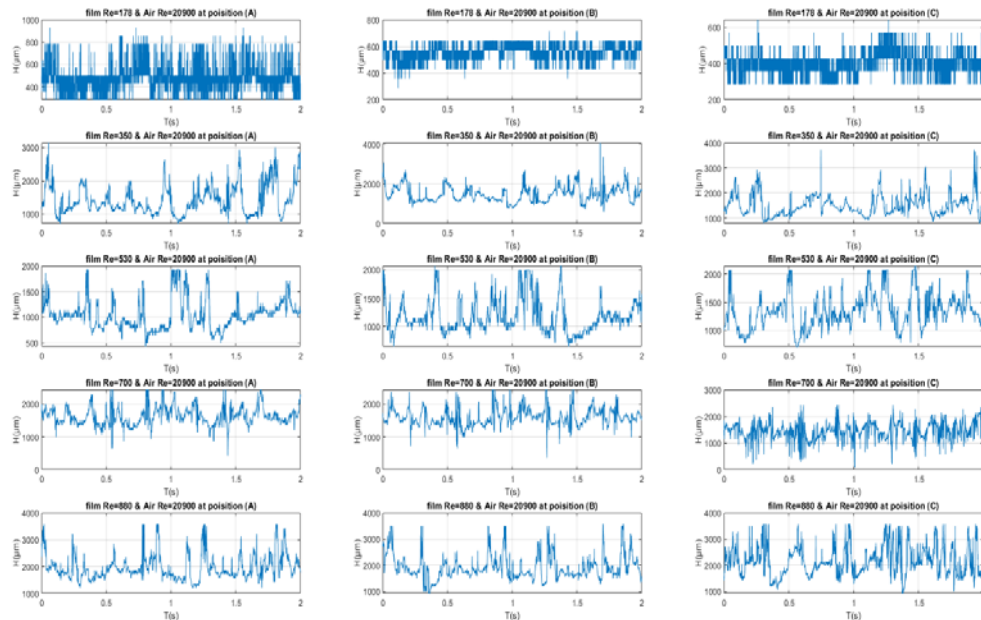 film Re=178 & Air Re=20900 at poisition (A)
film Re=178 & Air Re=20900 at poisition (B)
film Re=178 & Air Re=20900 at poisition (C)
1000
800
600
400
H(μm)
0 0.5 1 1.5 2
T(s)
800
600
400
200
H(μm)
0 0.5 1 1.5 2
T(s)
600
400
200
H(μm)
0 0.5 1 1.5
T(s)
film Re=350 & Air Re=20900 at poisition (A)
film Re=350 & Air Re=20900 at poisition (B)
film Re=350 & Air Re=20900 at poisition (C)
3000
2000
1000
H(μm)
0 0.5 1 1.5 2
T(s)
4000
2000
0
H(μm)
0 0.5 1 1.5 2
T(s)
4000
3000
2000
1000
H(μm)
0 0.5 1 1.5
T(s)
film Re=530 & Air Re=20900 at poisition (A)
film Re=530 & Air Re=20900 at poisition (B)
film Re=530 & Air Re=20900 at poisition (C)
2000
1500
1000
500
H(μm)
0 0.5 1 1.5 2
T(s)
2000
1500
1000
H(μm)
0 0.5 1 1.5 2
T(s)
2000
1500
1000
H(μm)
0 0.5 1 1.5
T(s)
film Re=700 & Air Re=20900 at poisition (A)
film Re=700 & Air Re=20900 at poisition (B)
film Re=700 & Air Re=20900 at poisition (C)
2000
1000
0
H(μm)
0 0.5 1 1.5 2
T(s)
2000
1000
0
H(μm)
0 0.5 1 1.5 2
T(s)
3000
2000
1000
0
H(μm)
0 0.5 1 1.5
T(s)
film Re=880 & Air Re=20900 at poisition (A)
film Re=880 & Air Re=20900 at poisition (B)
film Re=880 & Air Re=20900 at poisition (C)
4000
3000
2000
1000
H(μm)
0 0.5 1 1.5 2
T(s)
4000
3000
2000
1000
H(μm)
0 0.5 1 1.5 2
T(s)
4000
3000
2000
1000
H(μm)
0 0.5 1 1.5
T(s)